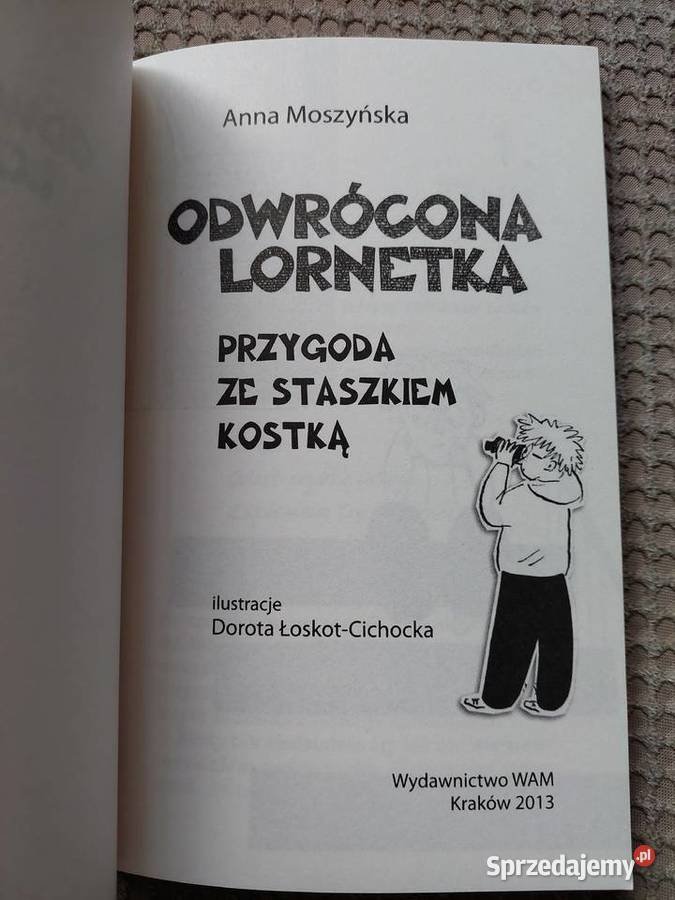 Anna Moszyńska
ODWRÓCONA
LORNETKA
PRZYGODA
ZE STASZKIEM
KOSTKĄ
ilustracje
Dorota Łoskot-Cichocka
Wydawnictwo WAM
Kraków 2013
Sprzedajemy.pl